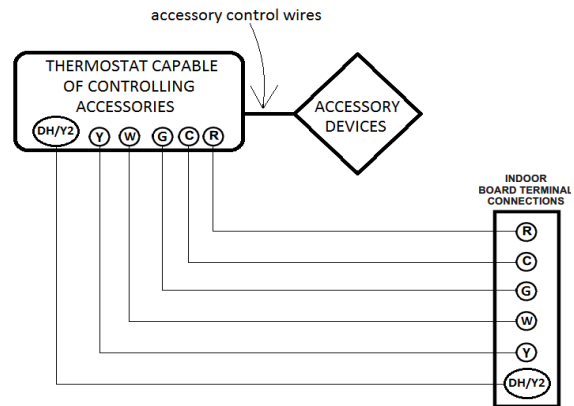 accessory control wires
THERMOSTAT CAPABLE
OF CONTROLLING
ACCESSORIES
DH/Y2 Y W G C R
ACCESSORY
DEVICES
INDOOR
BOARD TERMINAL
CONNECTIONS
R
C
G
W
Y
DH/Y2